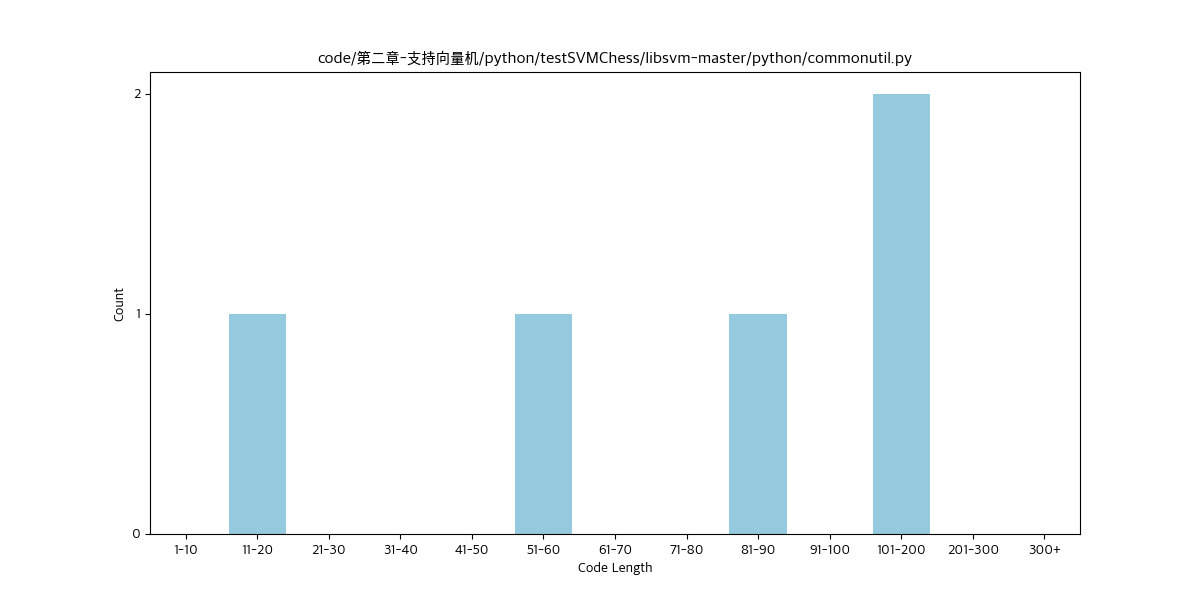 code/第二章-支持向量机/python/testSVMChess/libsvm-master/python/commonutil.py
2
1
0
Count
1-10 11-20 21-30 31-40 41-50 51-60 61-70 71-80 81-90 91-100 101-200 201-300 300+
Code Length